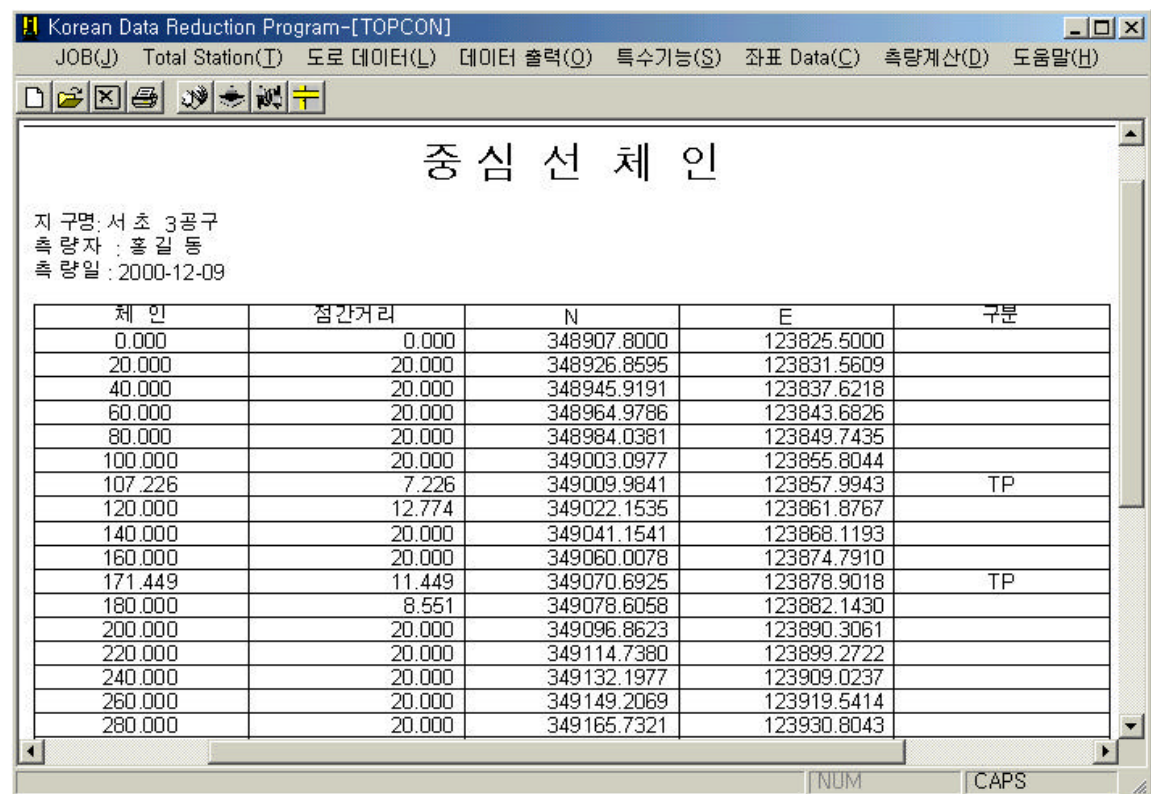 Korean Data Reduction Program-[TOPCON]
JOB(J) Total Station(T) 도로 데이터(L) 데이터 출력(O) 특수기능(S) 좌표 Data(C) 측량계산(D) 도움말(H)
중 심 선 체 인
지 구명: 서 초 3공구
측 량자 : 홍 길 동
측 량일 : 2000-12-09
체 인 점간거리 N E 구분
0.000 0.000 348907.8000 123825.5000
20.000 20.000 348926.8595 123831.5609
40.000 20.000 348945.9191 123837.6218
60.000 20.000 348964.9786 123843.6826
80.000 20.000 348984.0381 123849.7435
100.000 20.000 349003.0977 123855.8044
107.226 7.226 349009.9841 123857.9943 TP
120.000 12.774 349022.1535 123861.8767
140.000 20.000 349041.1541 123868.1193
160.000 20.000 349060.0078 123874.7910
171.449 11.449 349070.6925 123878.9018 TP
180.000 8.551 349078.6058 123882.1430
200.000 20.000 349096.8623 123890.3061
220.000 20.000 349114.7380 123899.2722
240.000 20.000 349132.1977 123909.0237
260.000 20.000 349149.2069 123919.5414
280.000 20.000 349165.7321 123930.8043
NUM CAPS